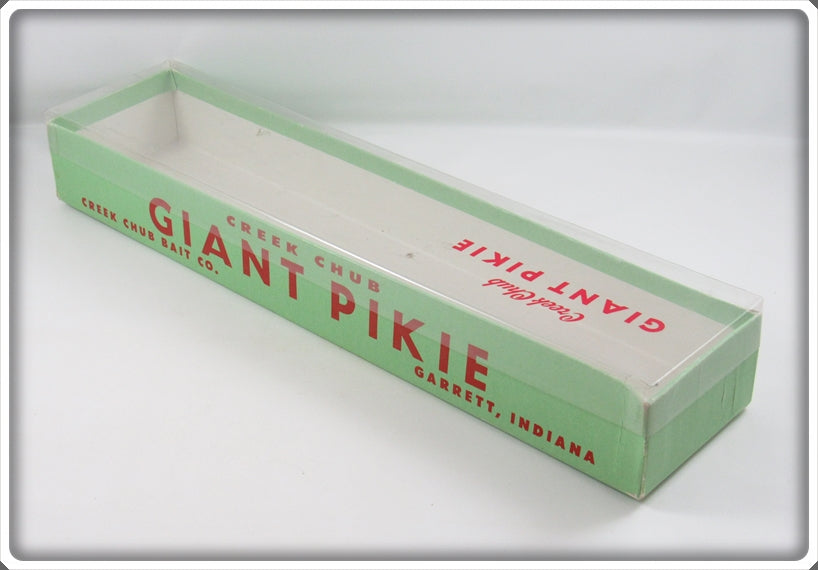 CREEK CHUB
GIANT PIKIE
CREEK CHUB BAIT CO.
GARRETT, INDIANA
Creek Chub
GIANT PIKIE